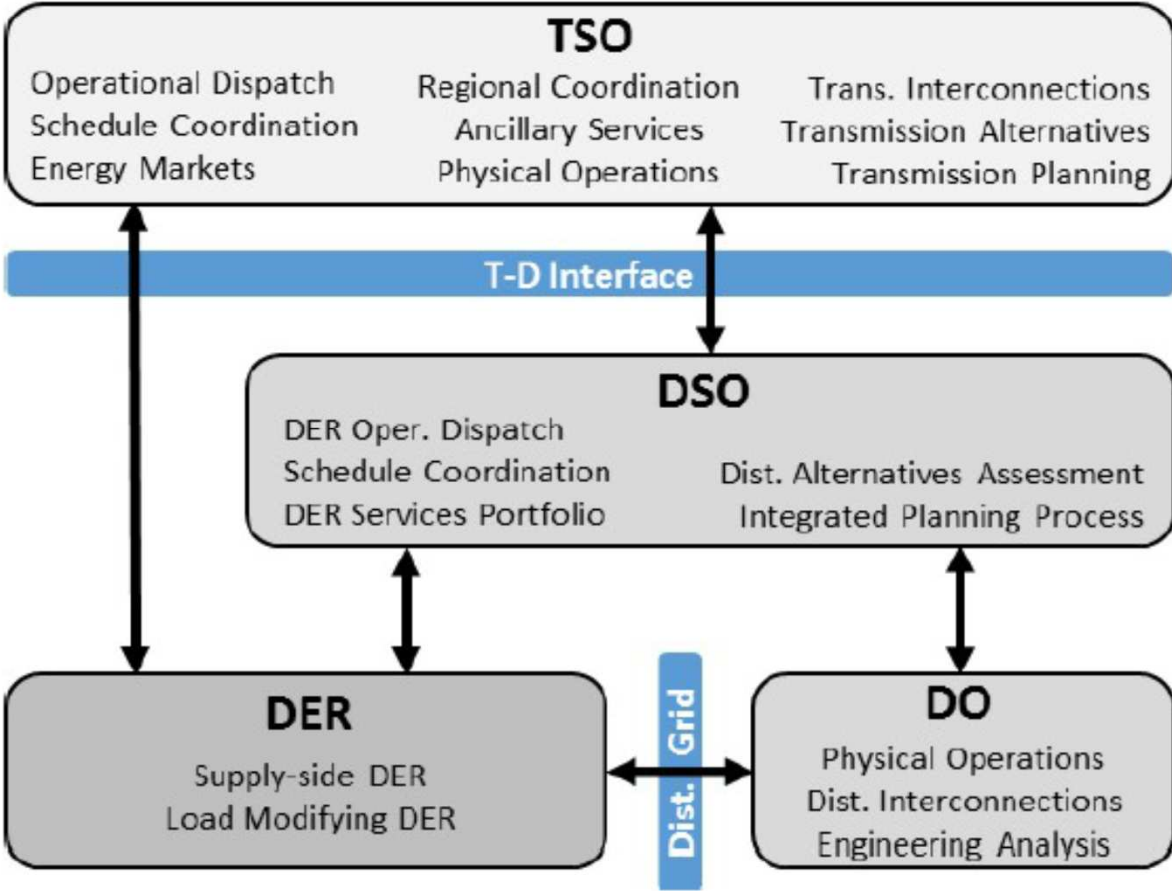 TSO
Operational Dispatch
Schedule Coordination
Energy Markets
Regional Coordination
Ancillary Services
Physical Operations
Trans. Interconnections
Transmission Alternatives
Transmission Planning
T-D Interface
DSO
DER Oper. Dispatch
Schedule Coordination
DER Services Portfolio
Dist. Alternatives Assessment
Integrated Planning Process
DER
Supply-side DER
Load Modifying DER
Dist. Grid
DO
Physical Operations
Dist. Interconnections
Engineering Analysis